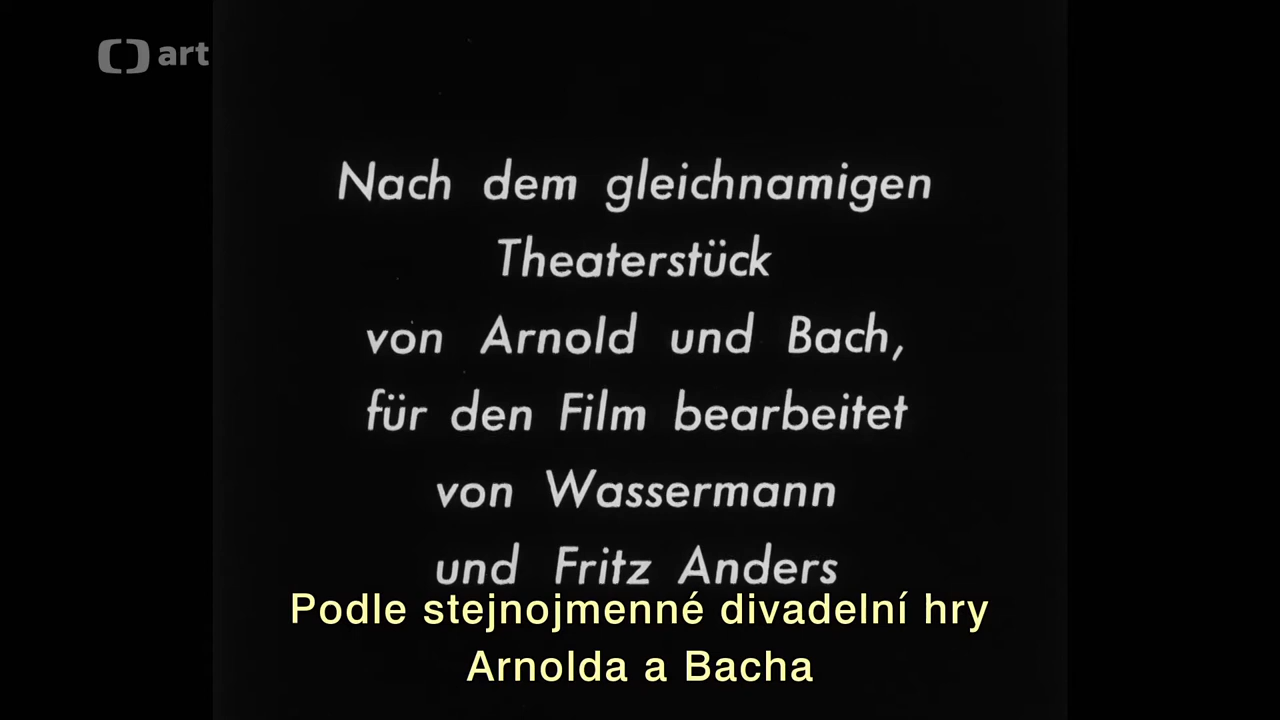 art
Nach dem gleichnamigen
Theaterstück
von Arnold und Bach,
für den Film bearbeitet
von Wassermann
und Fritz Anders
Podle stejnojmenné divadelní hry
Arnolda a Bacha